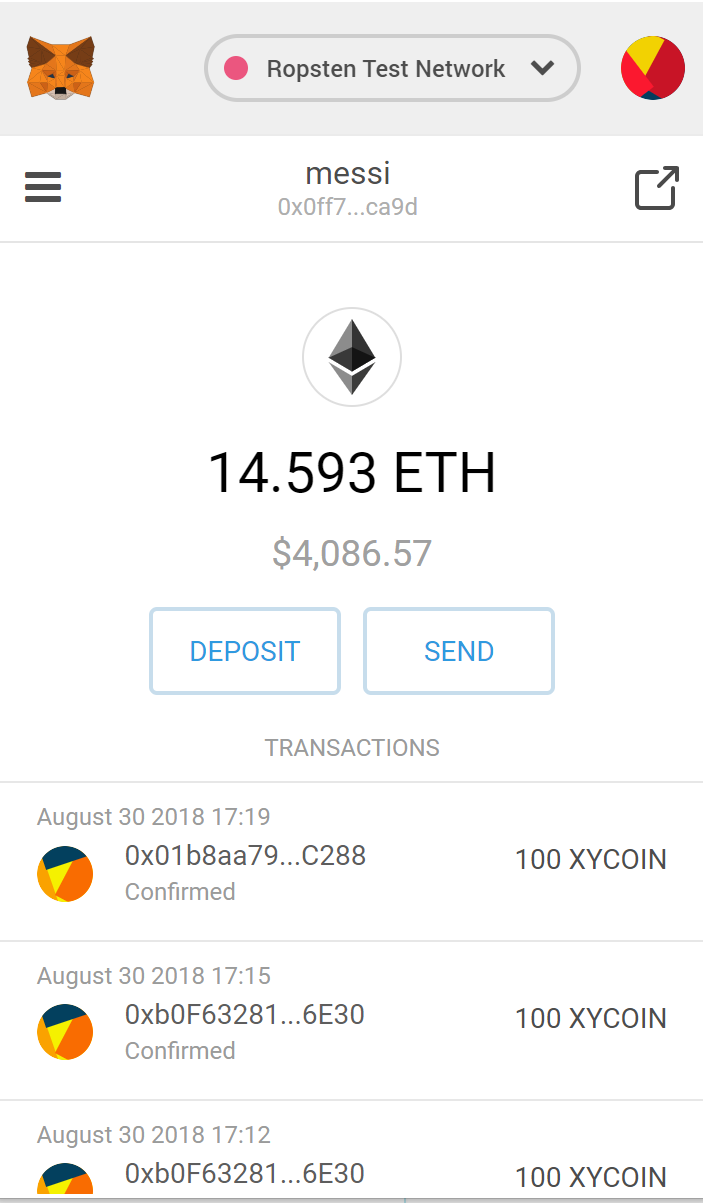 Ropsten Test Network
messi
0x0ff7...ca9d
14.593 ETH
$4,086.57
DEPOSIT
SEND
TRANSACTIONS
August 30 2018 17:19
0x01b8aa79...C288
100 XYCOIN
Confirmed
August 30 2018 17:15
0xb0F63281...6E30
100 XYCOIN
Confirmed
August 30 2018 17:12
0xb0F63281...6E30
100 XYCOIN